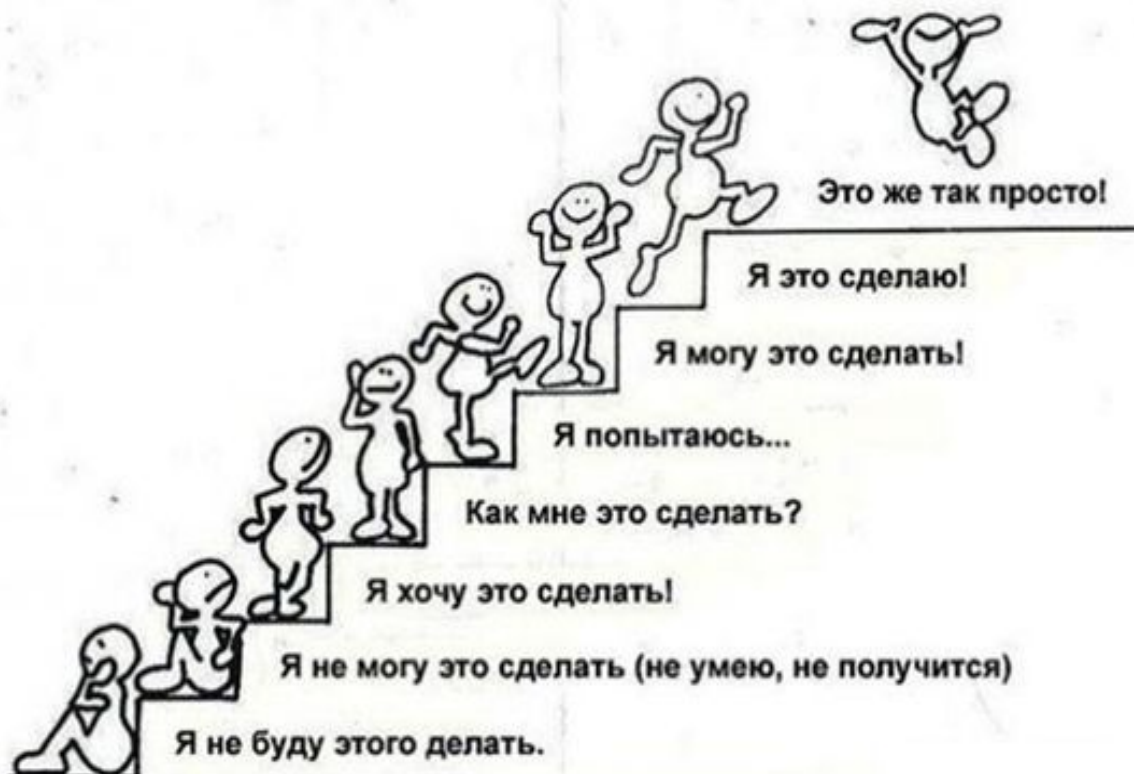 Это же так просто!
Я это сделаю!
Я могу это сделать!
Я попытаюсь...
Как мне это сделать?
Я хочу это сделать!
Я не могу это сделать (не умею, не получится)
Я не буду этого делать.